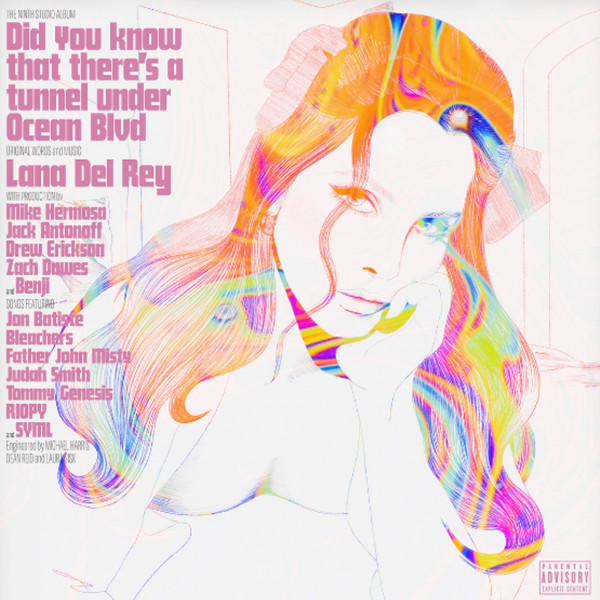 THE NINTH STUDIO ALBUM
Did you know
that there's a
tunnel under
Ocean Blvd
ORIGINAL WORDS and MUSIC
Lana Del Rey
WITH PRODUCTION by
Mike Hermosa
Jack Antonoff
Drew Erickson
Zach Dawes
and Benji
SONGS FEATURING
Jon Batiste
Bleachers
Father John Misty
Judah Smith
Tommy Genesis
RIOPY
and SYML
Engineered by MICHAEL HARRIS
DEAN REID and LAURA SISK
PARENTAL
ADVISORY
EXPLICIT CONTENT